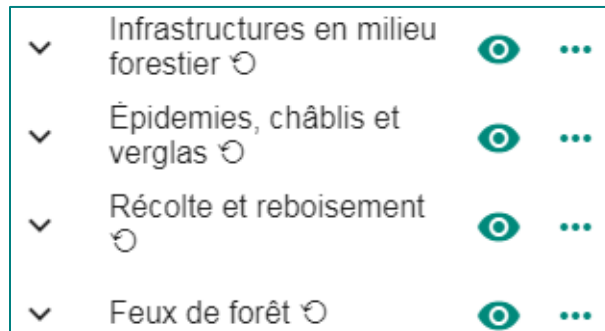 Infrastructures en milieu
forestier
Épidemies, châblis et
verglas
Récolte et reboisement
Feux de forêt